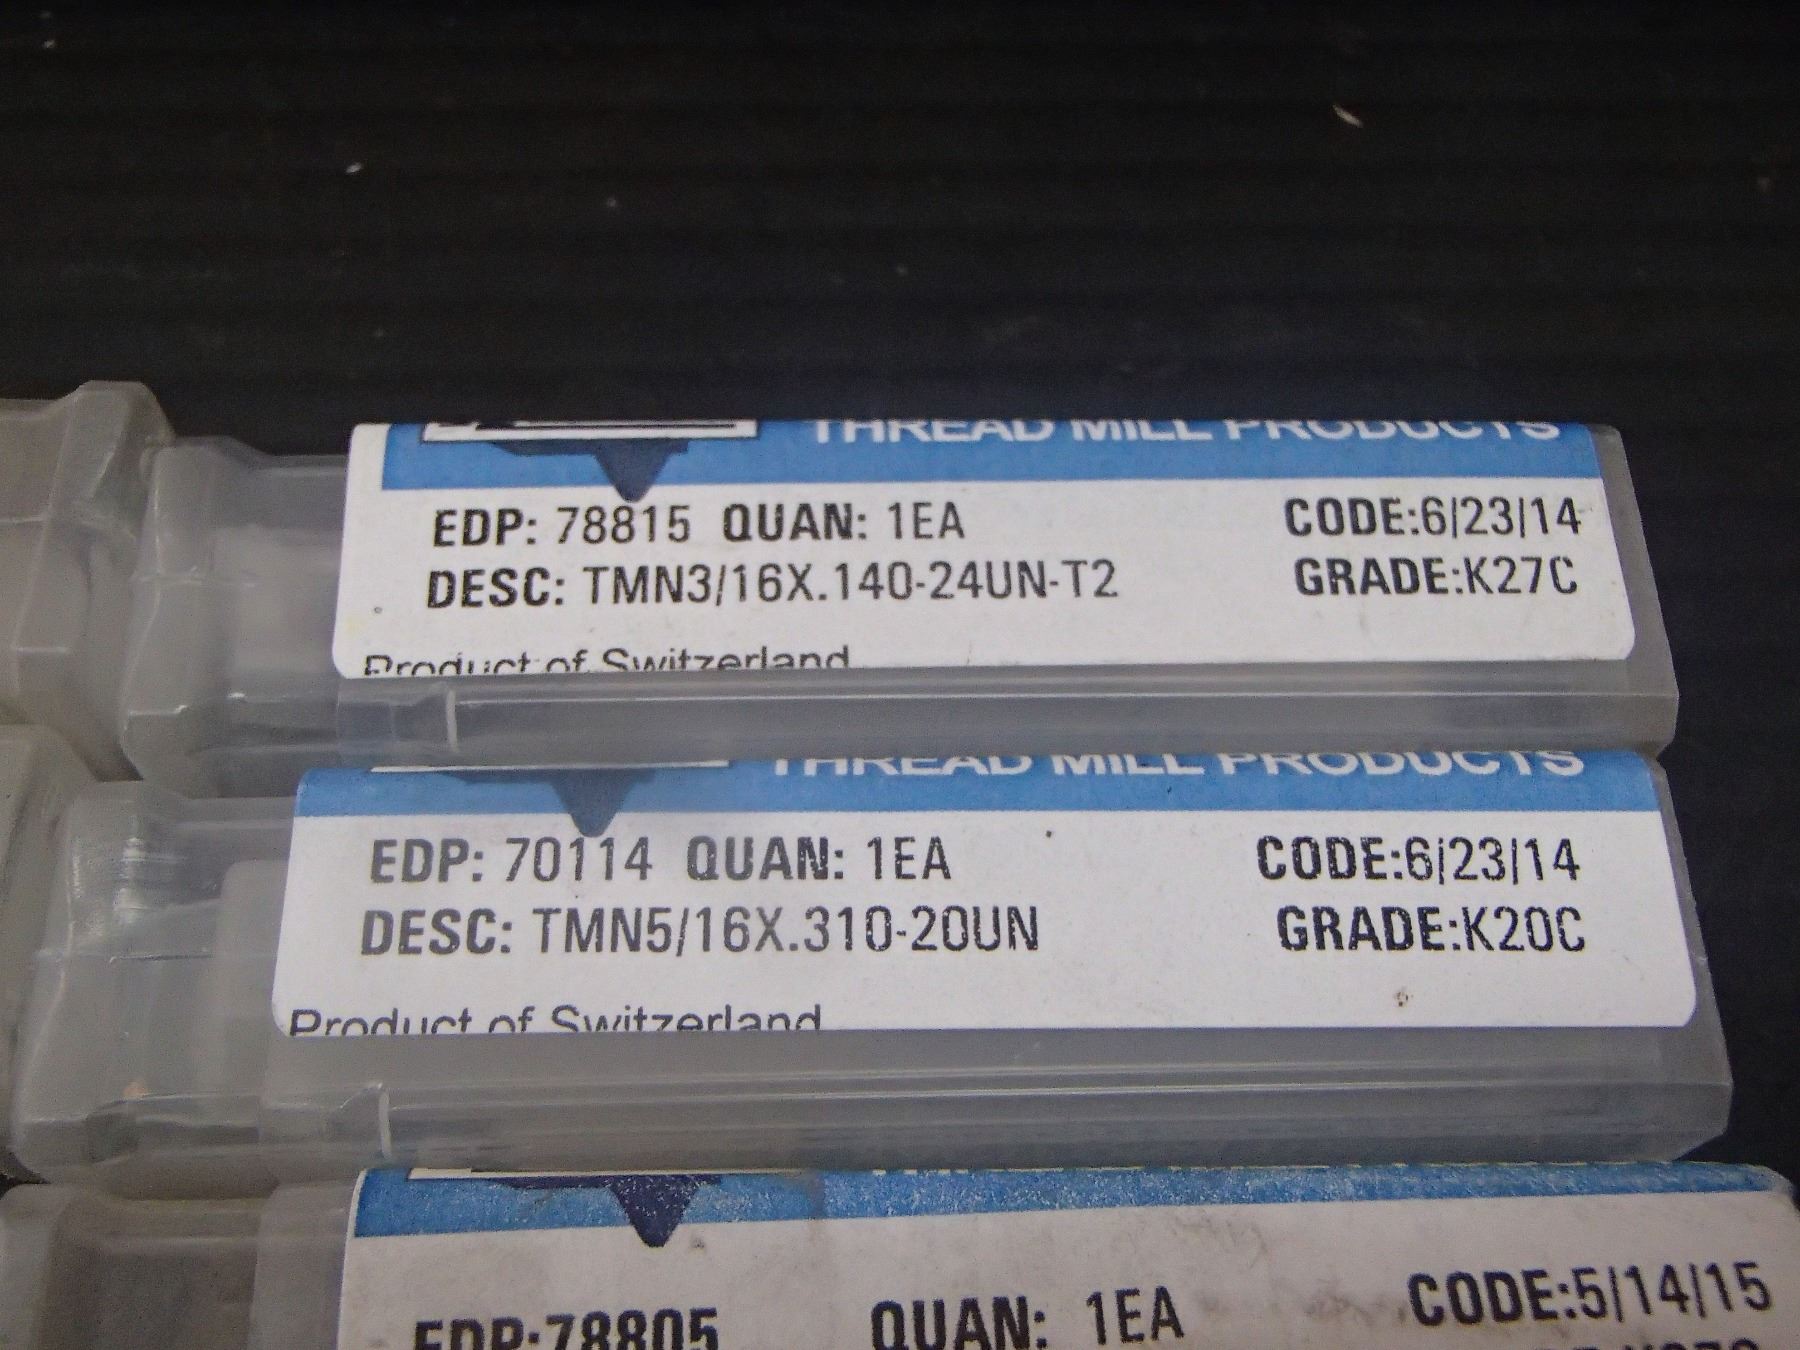 THREAD MILL PRODUCTS
EDP: 78815 QUAN: 1EA CODE:6/23/14
DESC: TMN3/16X.140-24UN-T2 GRADE:K27C
Product of Switzerland
THREAD MILL PRODUCTS
EDP: 70114 QUAN: 1EA CODE:6/23/14
DESC: TMN5/16X.310-20UN GRADE:K20C
Product of Switzerland
EDP:78805 QUAN: 1EA CODE:5/14/15